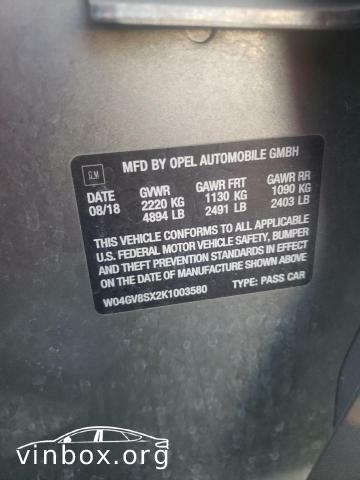 GM
MFD BY OPEL AUTOMOBILE GMBH
DATE GVWR GAWR FRT GAWR RR
08/18 2220 KG 1130 KG 1090 KG
4894 LB 2491 LB 2403 LB
THIS VEHICLE CONFORMS TO ALL APPLICABLE
U.S. FEDERAL MOTOR VEHICLE SAFETY, BUMPER
AND THEFT PREVENTION STANDARDS IN EFFECT
ON THE DATE OF MANUFACTURE SHOWN ABOVE
W04GV8SX2K1003580 TYPE: PASS CAR
vinbox.org